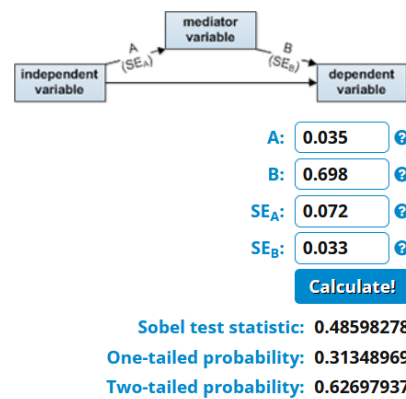 mediator
variable
A
(SEA)
B
(SEB)
independent
variable
dependent
variable
A: 0.035 ?
B: 0.698 ?
SEA: 0.072 ?
SEB: 0.033 ?
Calculate!
Sobel test statistic: 0.48598278
One-tailed probability: 0.31348969
Two-tailed probability: 0.62697937